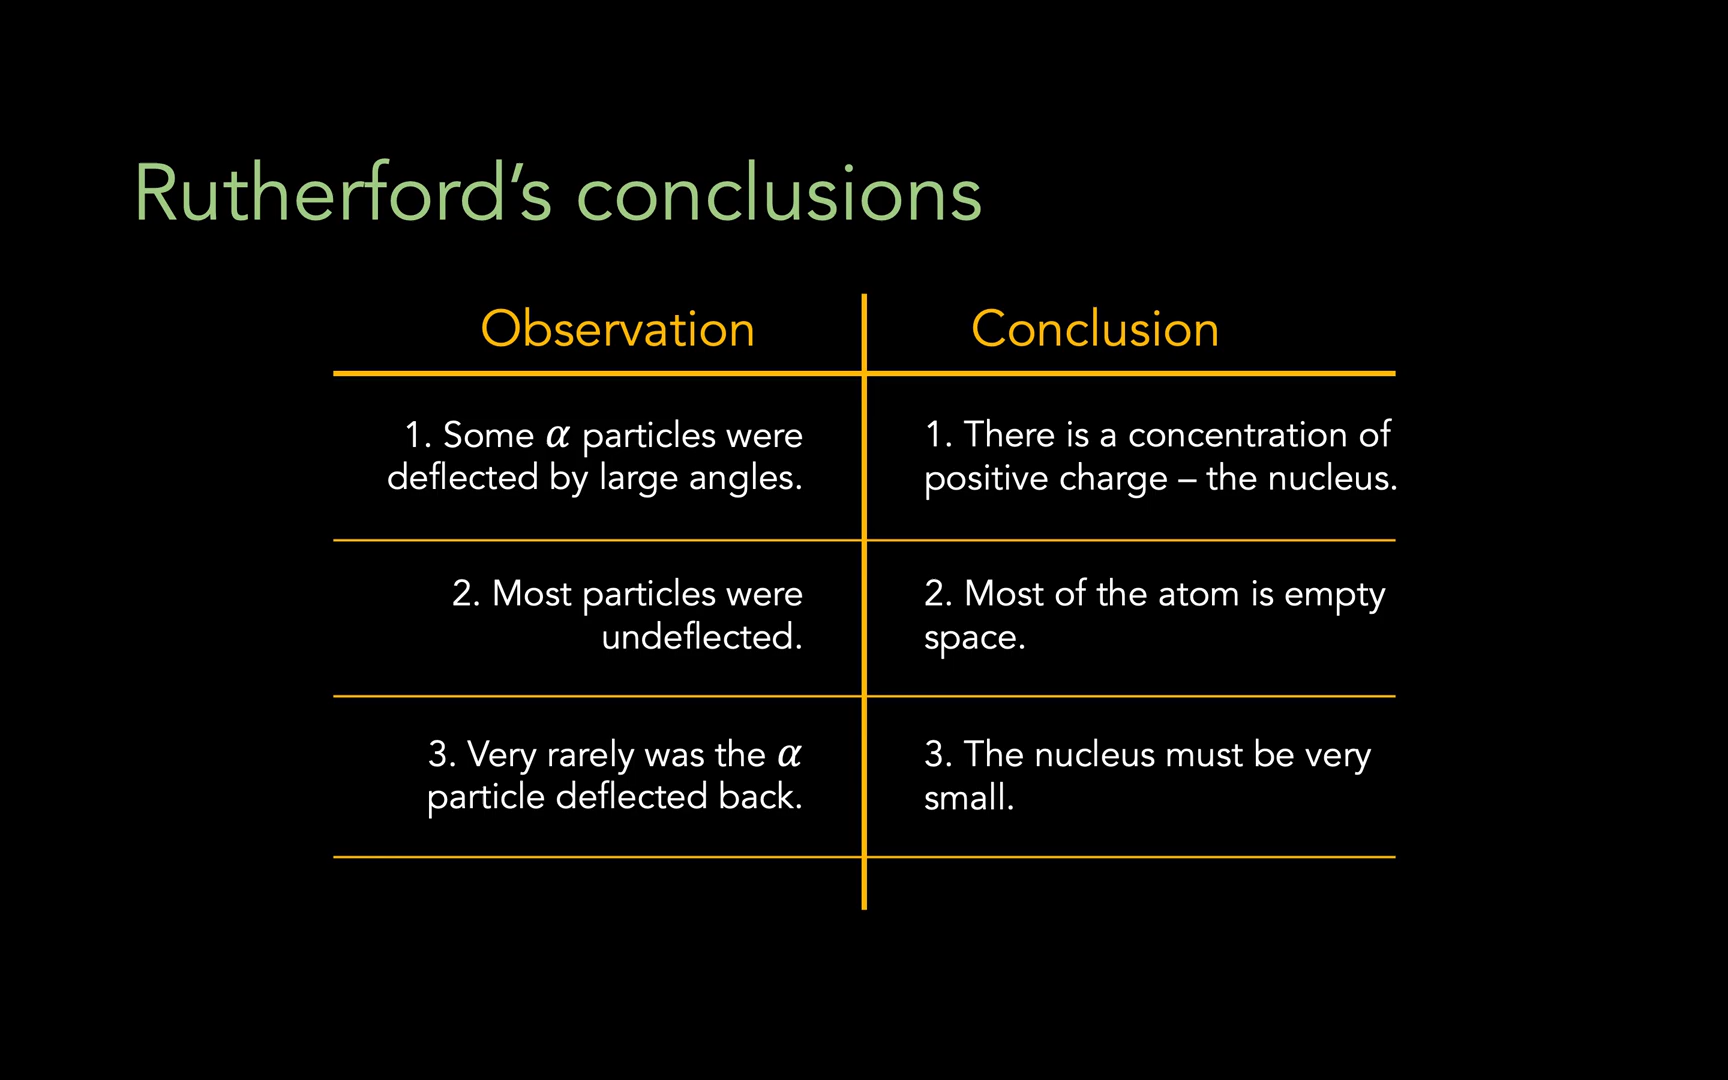 Rutherford’s conclusions
Observation
Conclusion
1. Some α particles were
deflected by large angles.
1. There is a concentration of
positive charge – the nucleus.
2. Most particles were
undeflected.
2. Most of the atom is empty
space.
3. Very rarely was the α
particle deflected back.
3. The nucleus must be very
small.